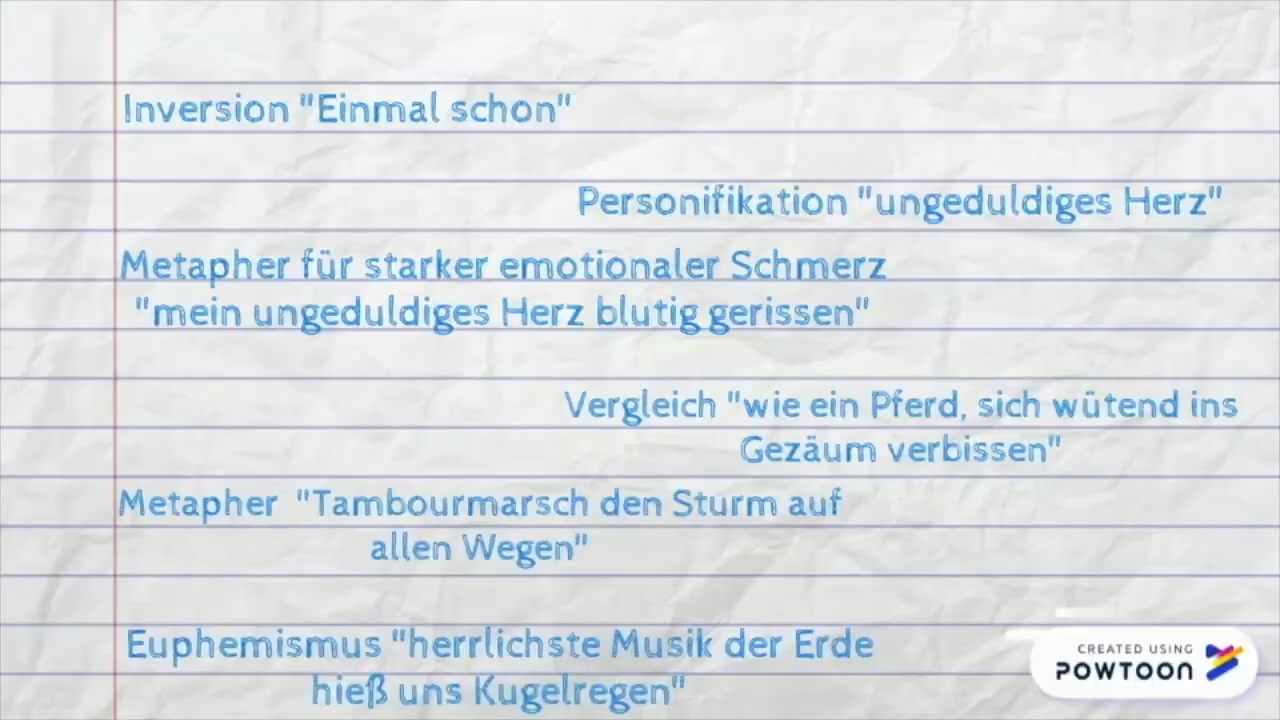 Inversion "Einmal schon"
Personifikation "ungeduldiges Herz"
Metapher für starker emotionaler Schmerz
"mein ungeduldiges Herz blutig gerissen"
Vergleich "wie ein Pferd, sich wütend ins
Gezäum verbissen"
Metapher "Tambourmarsch den Sturm auf
allen Wegen"
Euphemismus "herrlichste Musik der Erde
hieß uns Kugelregen"
CREATED USING
POWTOON